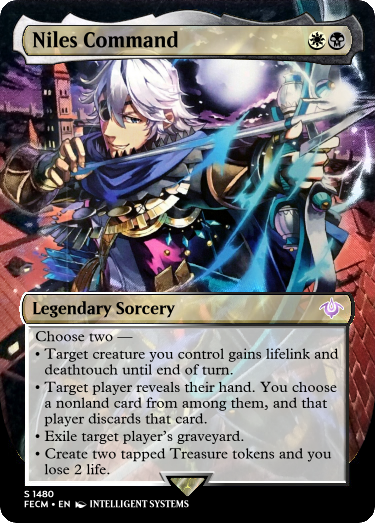 Niles Command
Legendary Sorcery
Choose two —
• Target creature you control gains lifelink and
deathtouch until end of turn.
• Target player reveals their hand. You choose
a nonland card from among them, and that
player discards that card.
• Exile target player's graveyard.
• Create two tapped Treasure tokens and you
lose 2 life.
S 1480
FECM • EN INTELLIGENT SYSTEMS